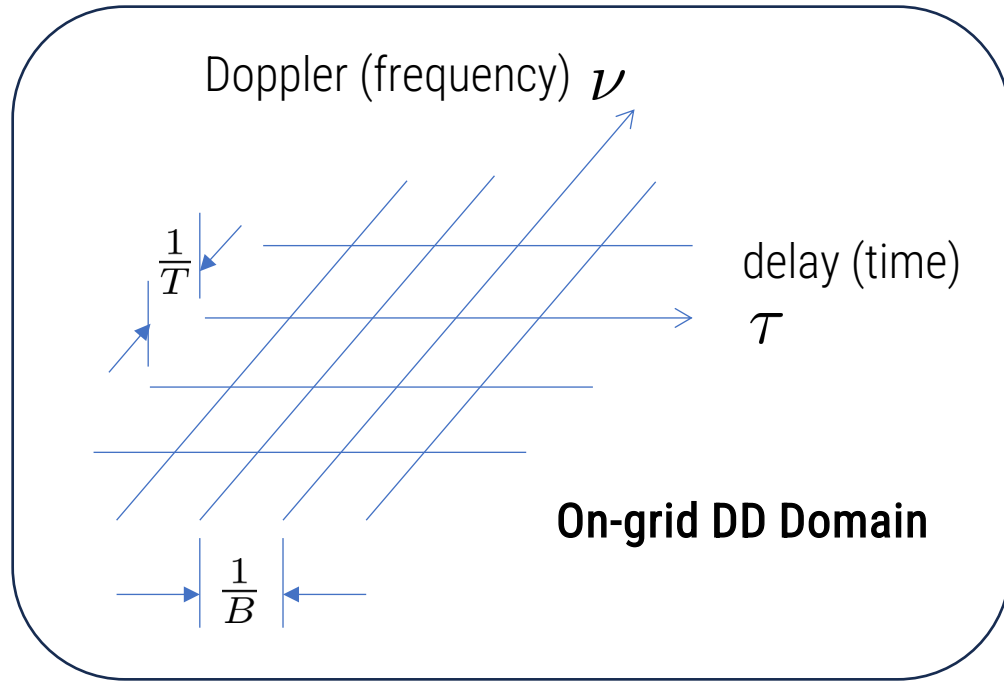 Doppler (frequency) ν
1/T
delay (time)
τ
On-grid DD Domain
1/B